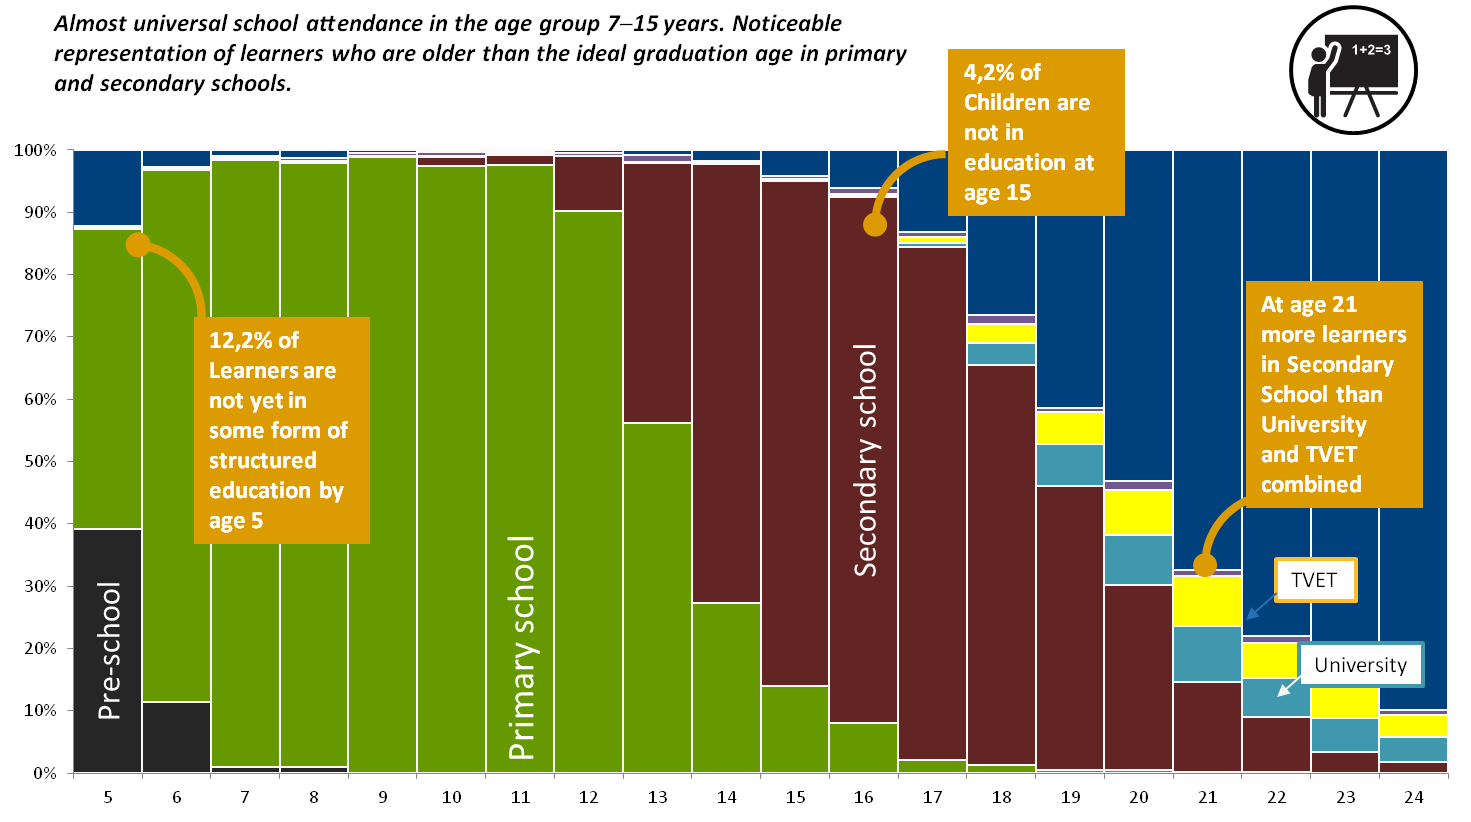 Almost universal school attendance in the age group 7–15 years. Noticeable
representation of learners who are older than the ideal graduation age in primary
and secondary schools.
1+2=3
4,2% of
Children are
not in
education at
age 15
12,2% of
Learners are
not yet in
some form of
structured
education by
age 5
At age 21
more learners
in Secondary
School than
University
and TVET
combined
100%
90%
80%
70%
60%
50%
40%
30%
20%
10%
0%
Pre-school
Primary school
Secondary school
TVET
University
5 6 7 8 9 10 11 12 13 14 15 16 17 18 19 20 21 22 23 24